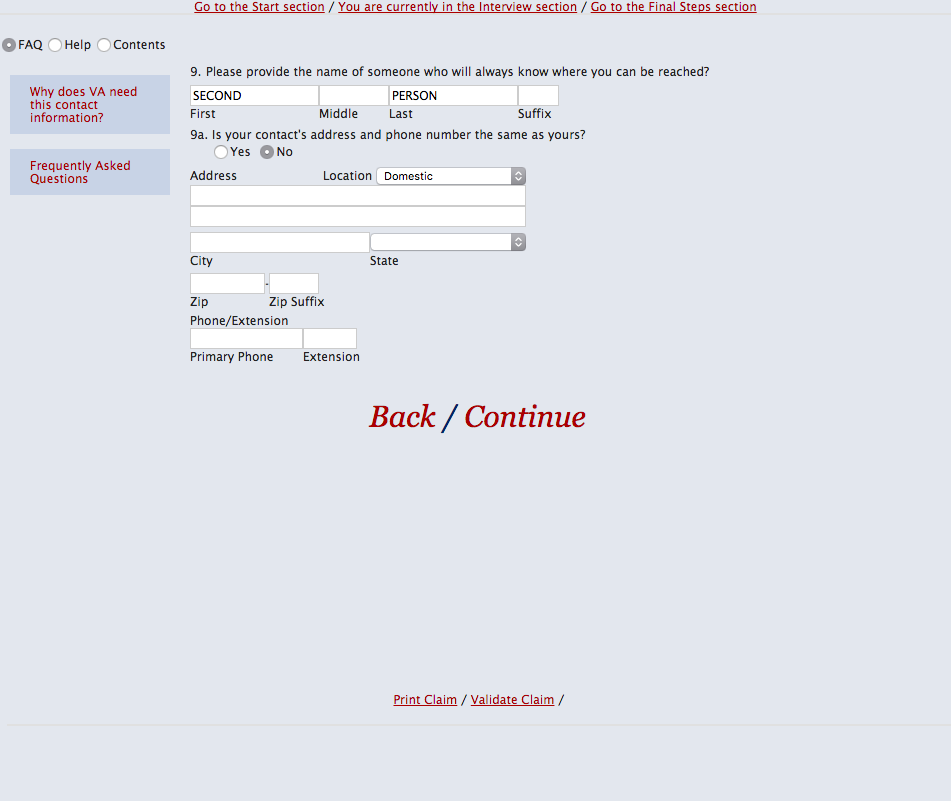 Go to the Start section / You are currently in the Interview section / Go to the Final Steps section
FAQ Help Contents
Why does VA need
this contact
information?
Frequently Asked
Questions
9. Please provide the name of someone who will always know where you can be reached?
SECOND PERSON
First Middle Last Suffix
9a. Is your contact's address and phone number the same as yours?
Yes No
Address Location Domestic
City State
-
Zip Zip Suffix
Phone/Extension
Primary Phone Extension
Back / Continue
Print Claim / Validate Claim /